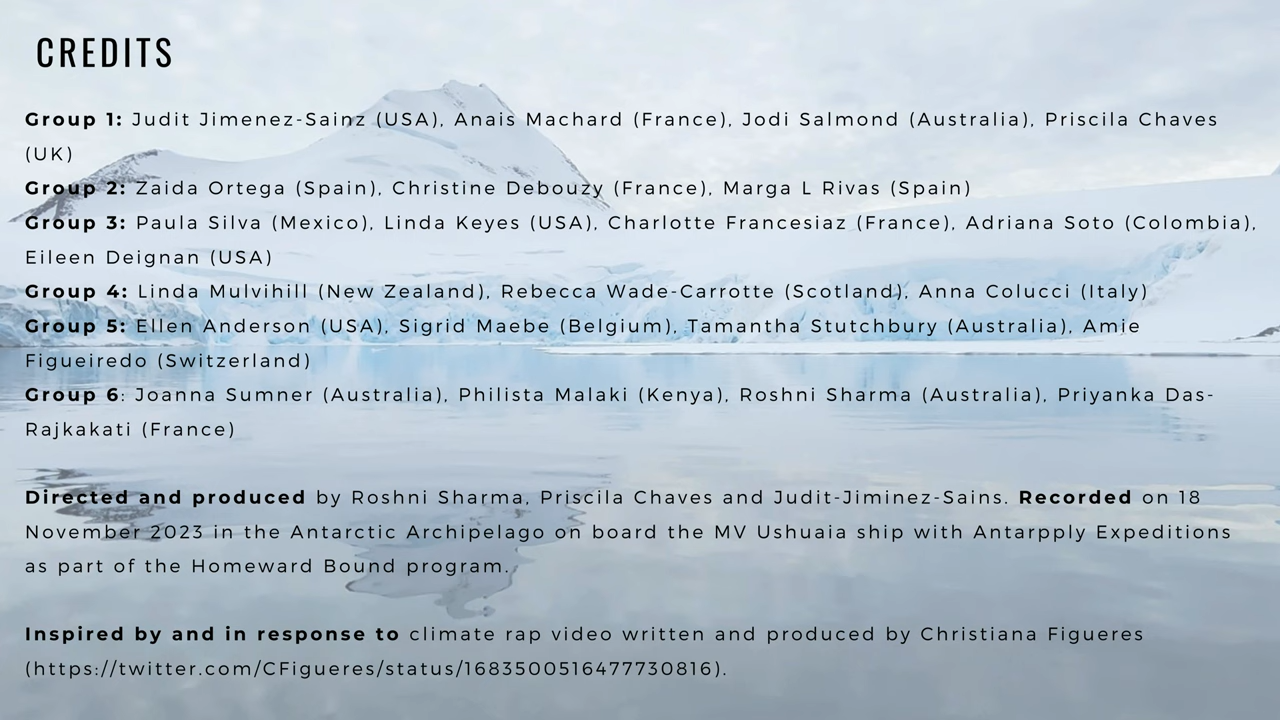 CREDITS
Group 1: Judit Jimenez-Sainz (USA), Anais Machard (France), Jodi Salmond (Australia), Priscila Chaves
(UK)
Group 2: Zaida Ortega (Spain), Christine Debouzy (France), Marga L Rivas (Spain)
Group 3: Paula Silva (Mexico), Linda Keyes (USA), Charlotte Francesiaz (France), Adriana Soto (Colombia),
Eileen Deignan (USA)
Group 4: Linda Mulvihill (New Zealand), Rebecca Wade-Carrotte (Scotland), Anna Colucci (Italy)
Group 5: Ellen Anderson (USA), Sigrid Maebe (Belgium), Tamantha Stutchbury (Australia), Amie
Figueiredo (Switzerland)
Group 6: Joanna Sumner (Australia), Philista Malaki (Kenya), Roshni Sharma (Australia), Priyanka Das-
Rajkakati (France)
Directed and produced by Roshni Sharma, Priscila Chaves and Judit-Jiminez-Sains. Recorded on 18
November 2023 in the Antarctic Archipelago on board the MV Ushuaia ship with Antarpply Expeditions
as part of the Homeward Bound program.
Inspired by and in response to climate rap video written and produced by Christiana Figueres
(https://twitter.com/CFigueres/status/1683500516477730816).